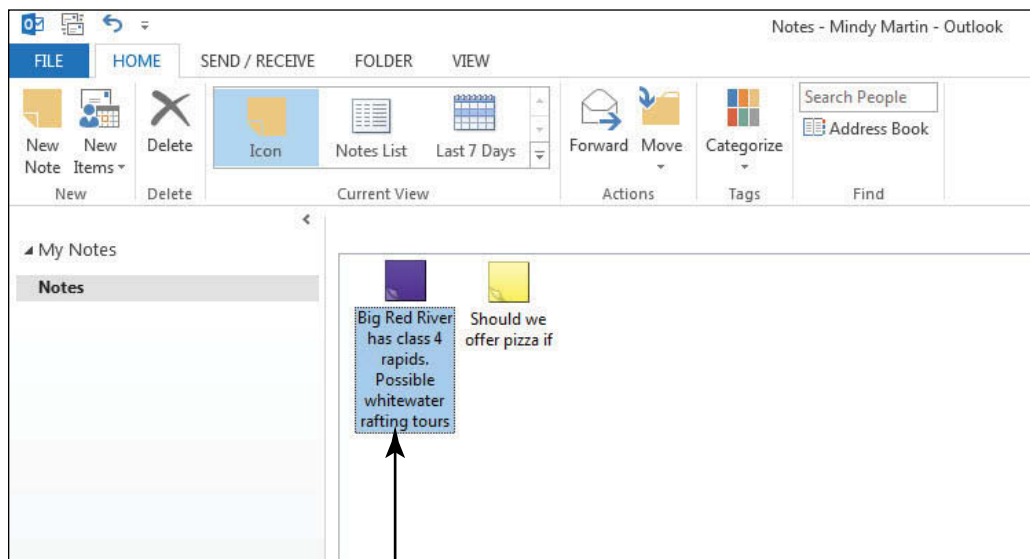 Notes - Mindy Martin - Outlook
FILE HOME SEND / RECEIVE FOLDER VIEW
New Note
New Items
Delete
Icon
Notes List
Last 7 Days
Forward
Move
Categorize
Search People
Address Book
New Delete Current View Actions Tags Find
My Notes
Notes
Big Red River
has class 4
rapids.
Possible
whitewater
rafting tours
Should we
offer pizza if